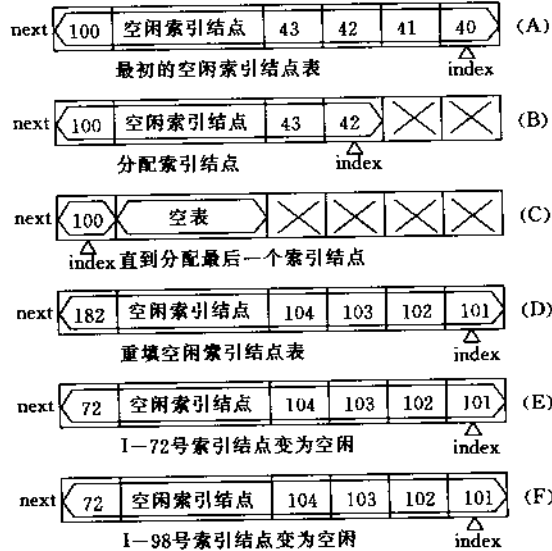 next 100 空闲索引结点 43 42 41 40 (A)
最初的空闲索引结点表 index
next 100 空闲索引结点 43 42 (B)
分配索引结点 index
next 100 空表 (C)
index 直到分配最后一个索引结点
next 182 空闲索引结点 104 103 102 101 (D)
重填空闲索引结点表 index
next 72 空闲索引结点 104 103 102 101 (E)
I-72号索引结点变为空闲 index
next 72 空闲索引结点 104 103 102 101 (F)
I-98号索引结点变为空闲 index